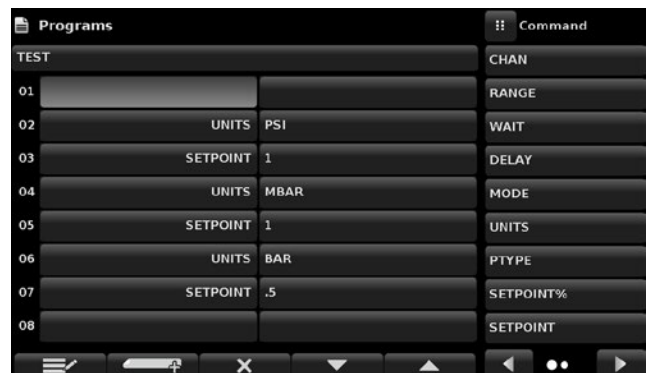 Programs
Command
TEST
CHAN
01
RANGE
02 UNITS PSI
WAIT
03 SETPOINT 1
DELAY
04 UNITS MBAR
MODE
05 SETPOINT 1
UNITS
06 UNITS BAR
PTYPE
07 SETPOINT .5
SETPOINT%
08
SETPOINT